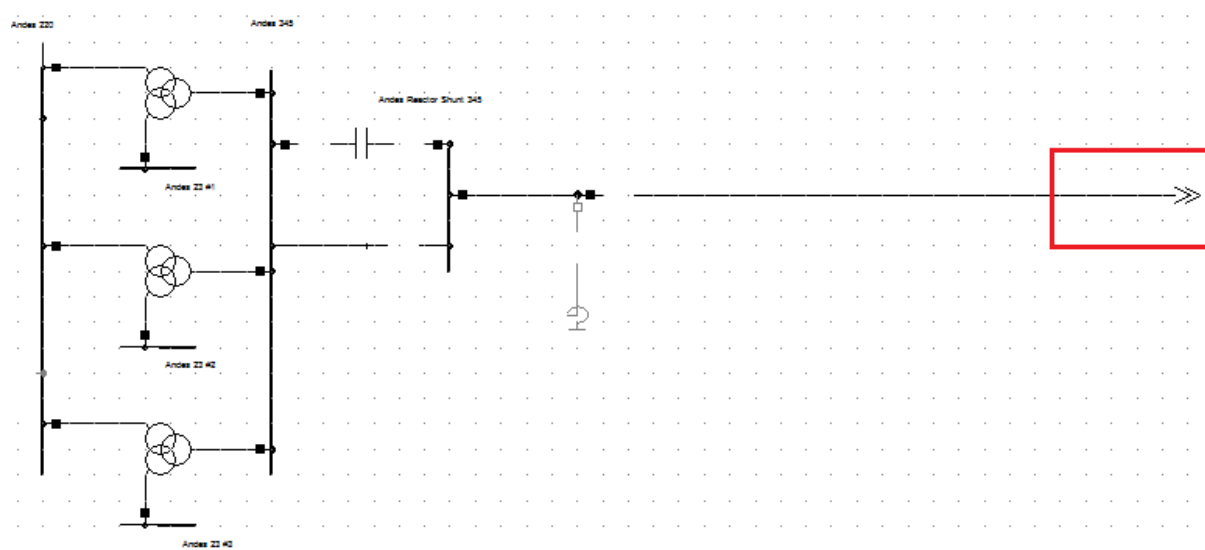 Andes 220
Andes 345
Andes Reactor Shunt 345
Andes 23 #1
Andes 23 #2
Andes 23 #3